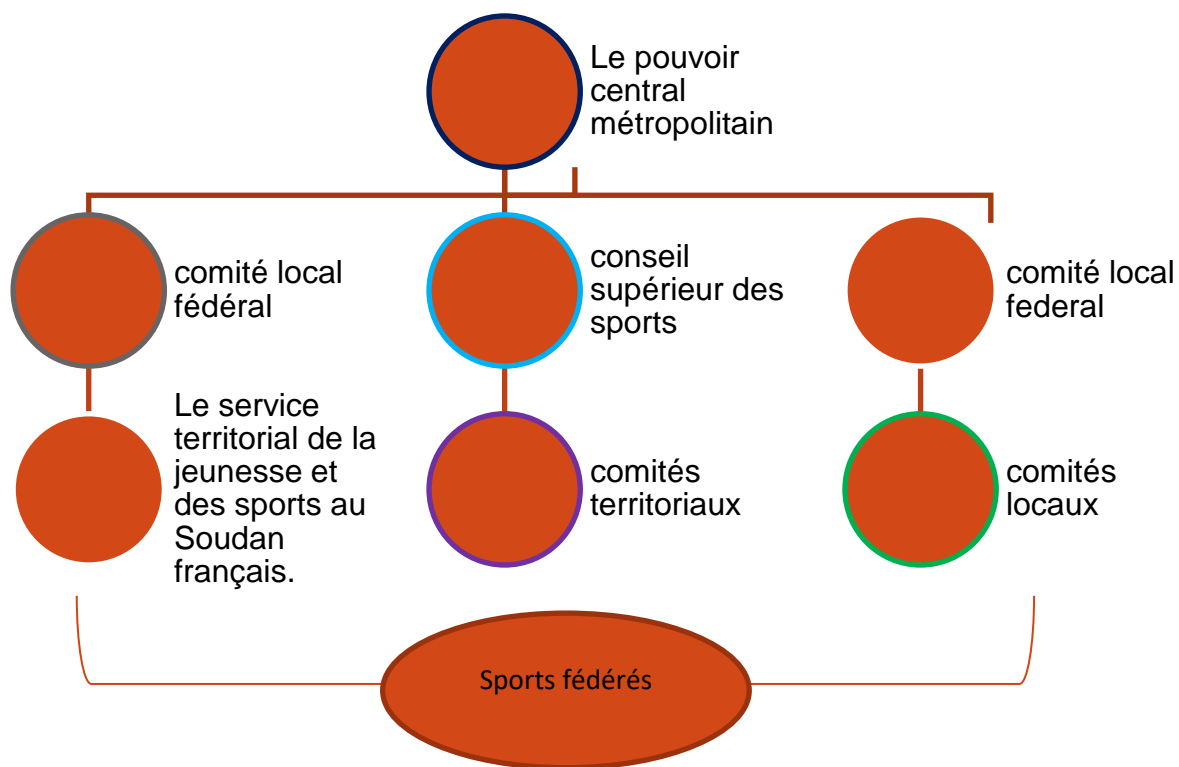 Le pouvoir
central
métropolitain
comité local
fédéral
conseil
supérieur des
sports
comité local
federal
Le service
territorial de la
jeunesse et
des sports au
Soudan
français.
comités
territoriaux
comités
locaux
Sports fédérés